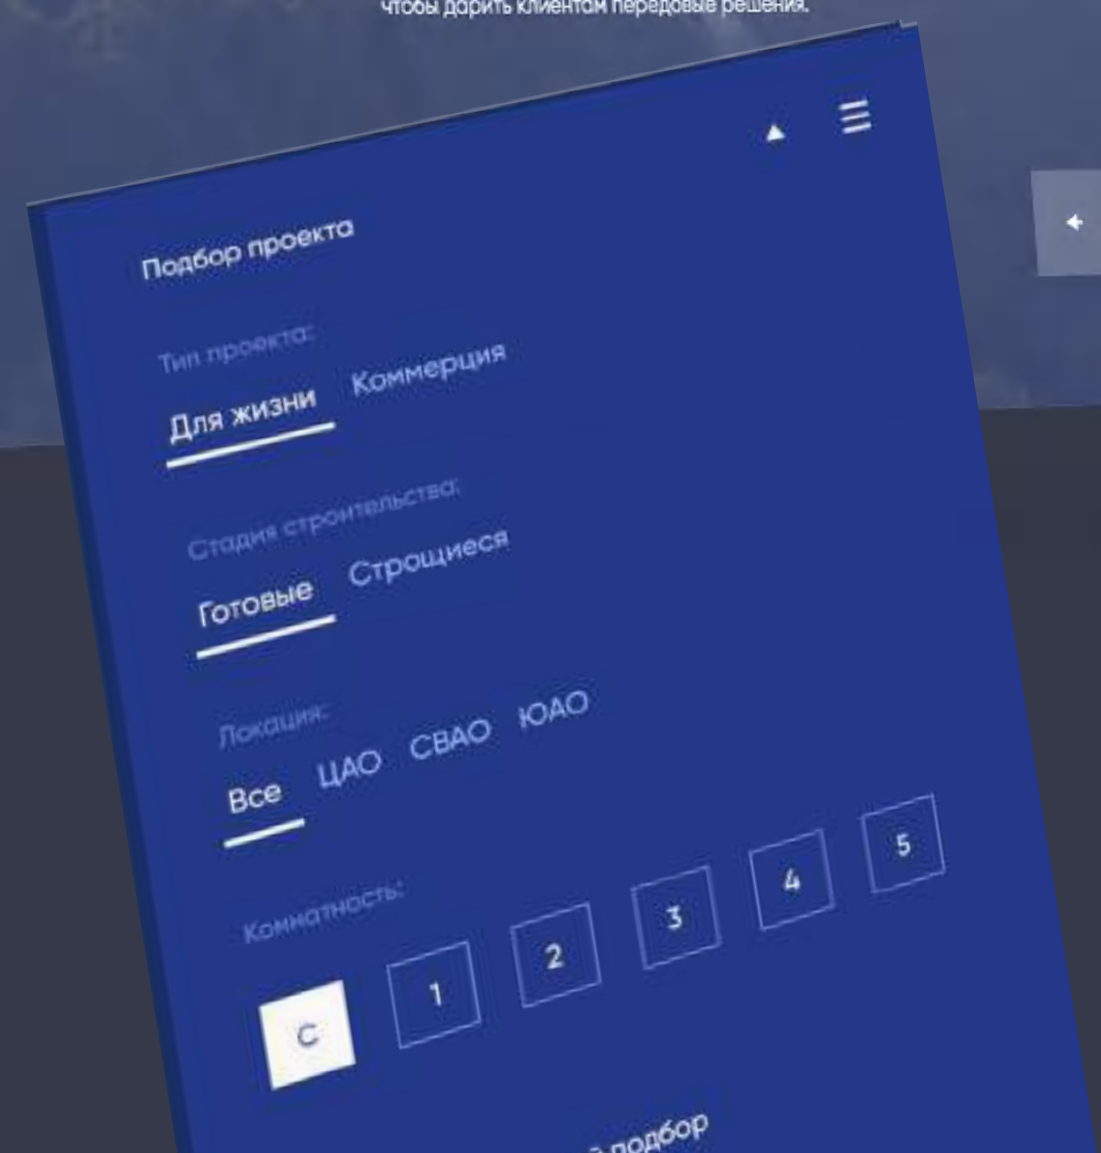 чтобы дарить клиентам передовые решения.
Подбор проекта
Тип проекта:
Для жизни Коммерция
Стадия строительства:
Готовые Строщиеся
Локация:
Все ЦАО СВАО ЮАО
Комнатность:
С 1 2 3 4 5
подбор